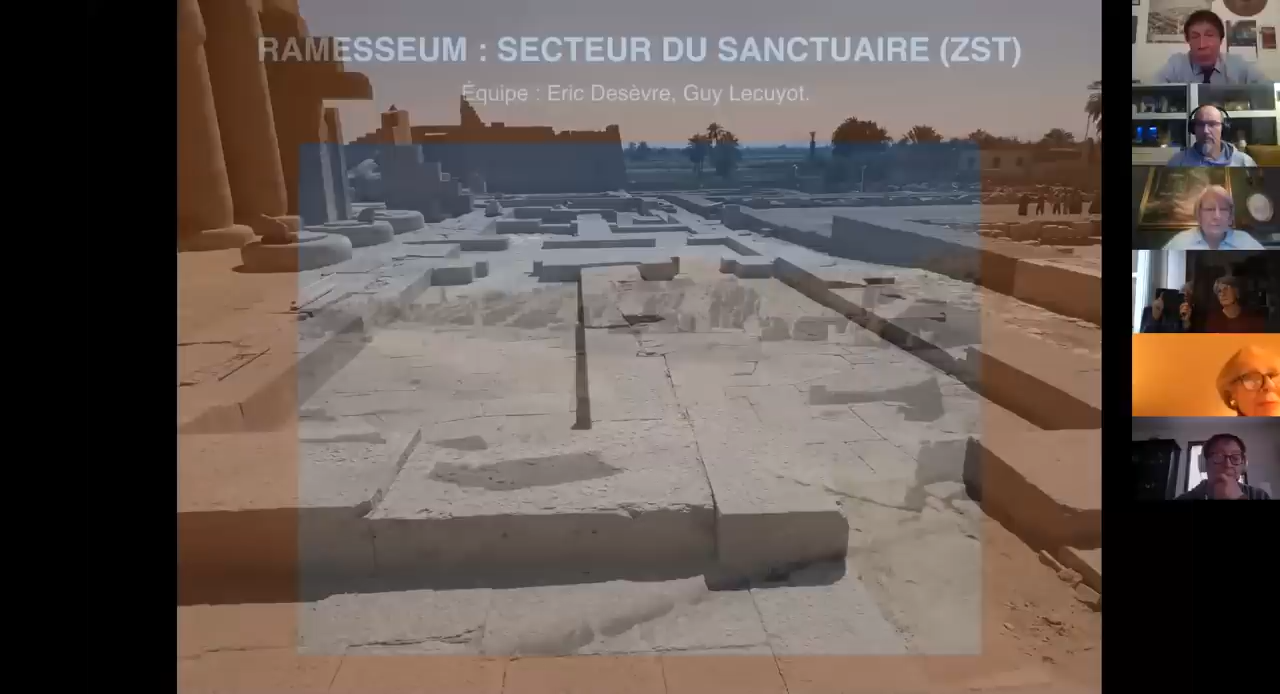 RAMESSEUM : SECTEUR DU SANCTUAIRE (ZST)
Équipe : Eric Desèvre, Guy Lecuyot.